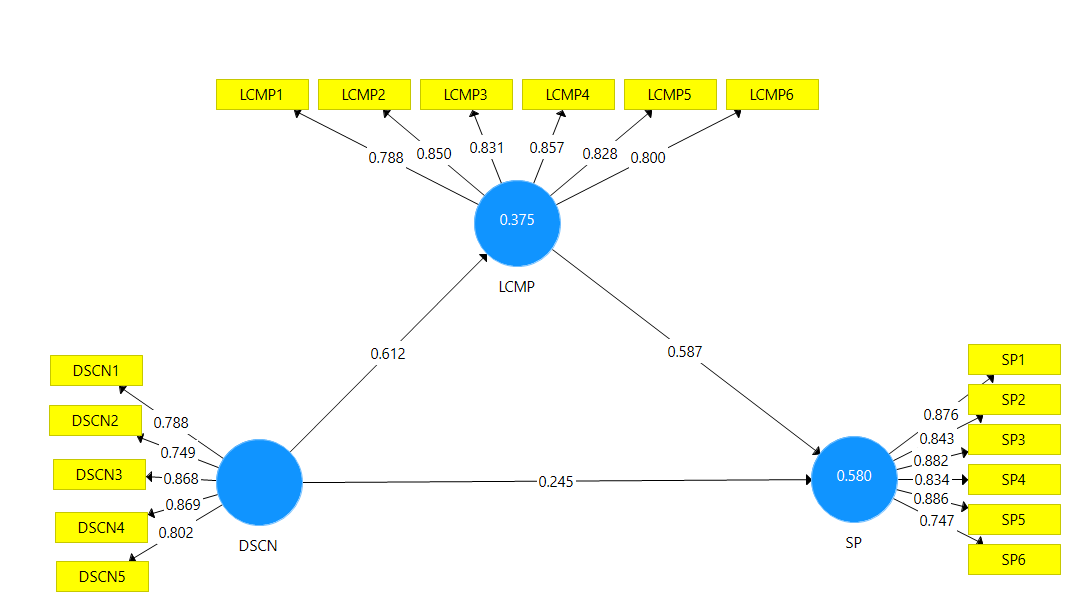 LCMP1 LCMP2 LCMP3 LCMP4 LCMP5 LCMP6
0.788 0.850 0.831 0.857 0.828 0.800
0.375
LCMP
0.612
0.587
DSCN1
DSCN2
DSCN3
DSCN4
DSCN5
0.788
0.749
0.868
0.869
0.802
DSCN
0.245
0.580
SP
0.876
0.843
0.882
0.834
0.886
0.747
SP1
SP2
SP3
SP4
SP5
SP6